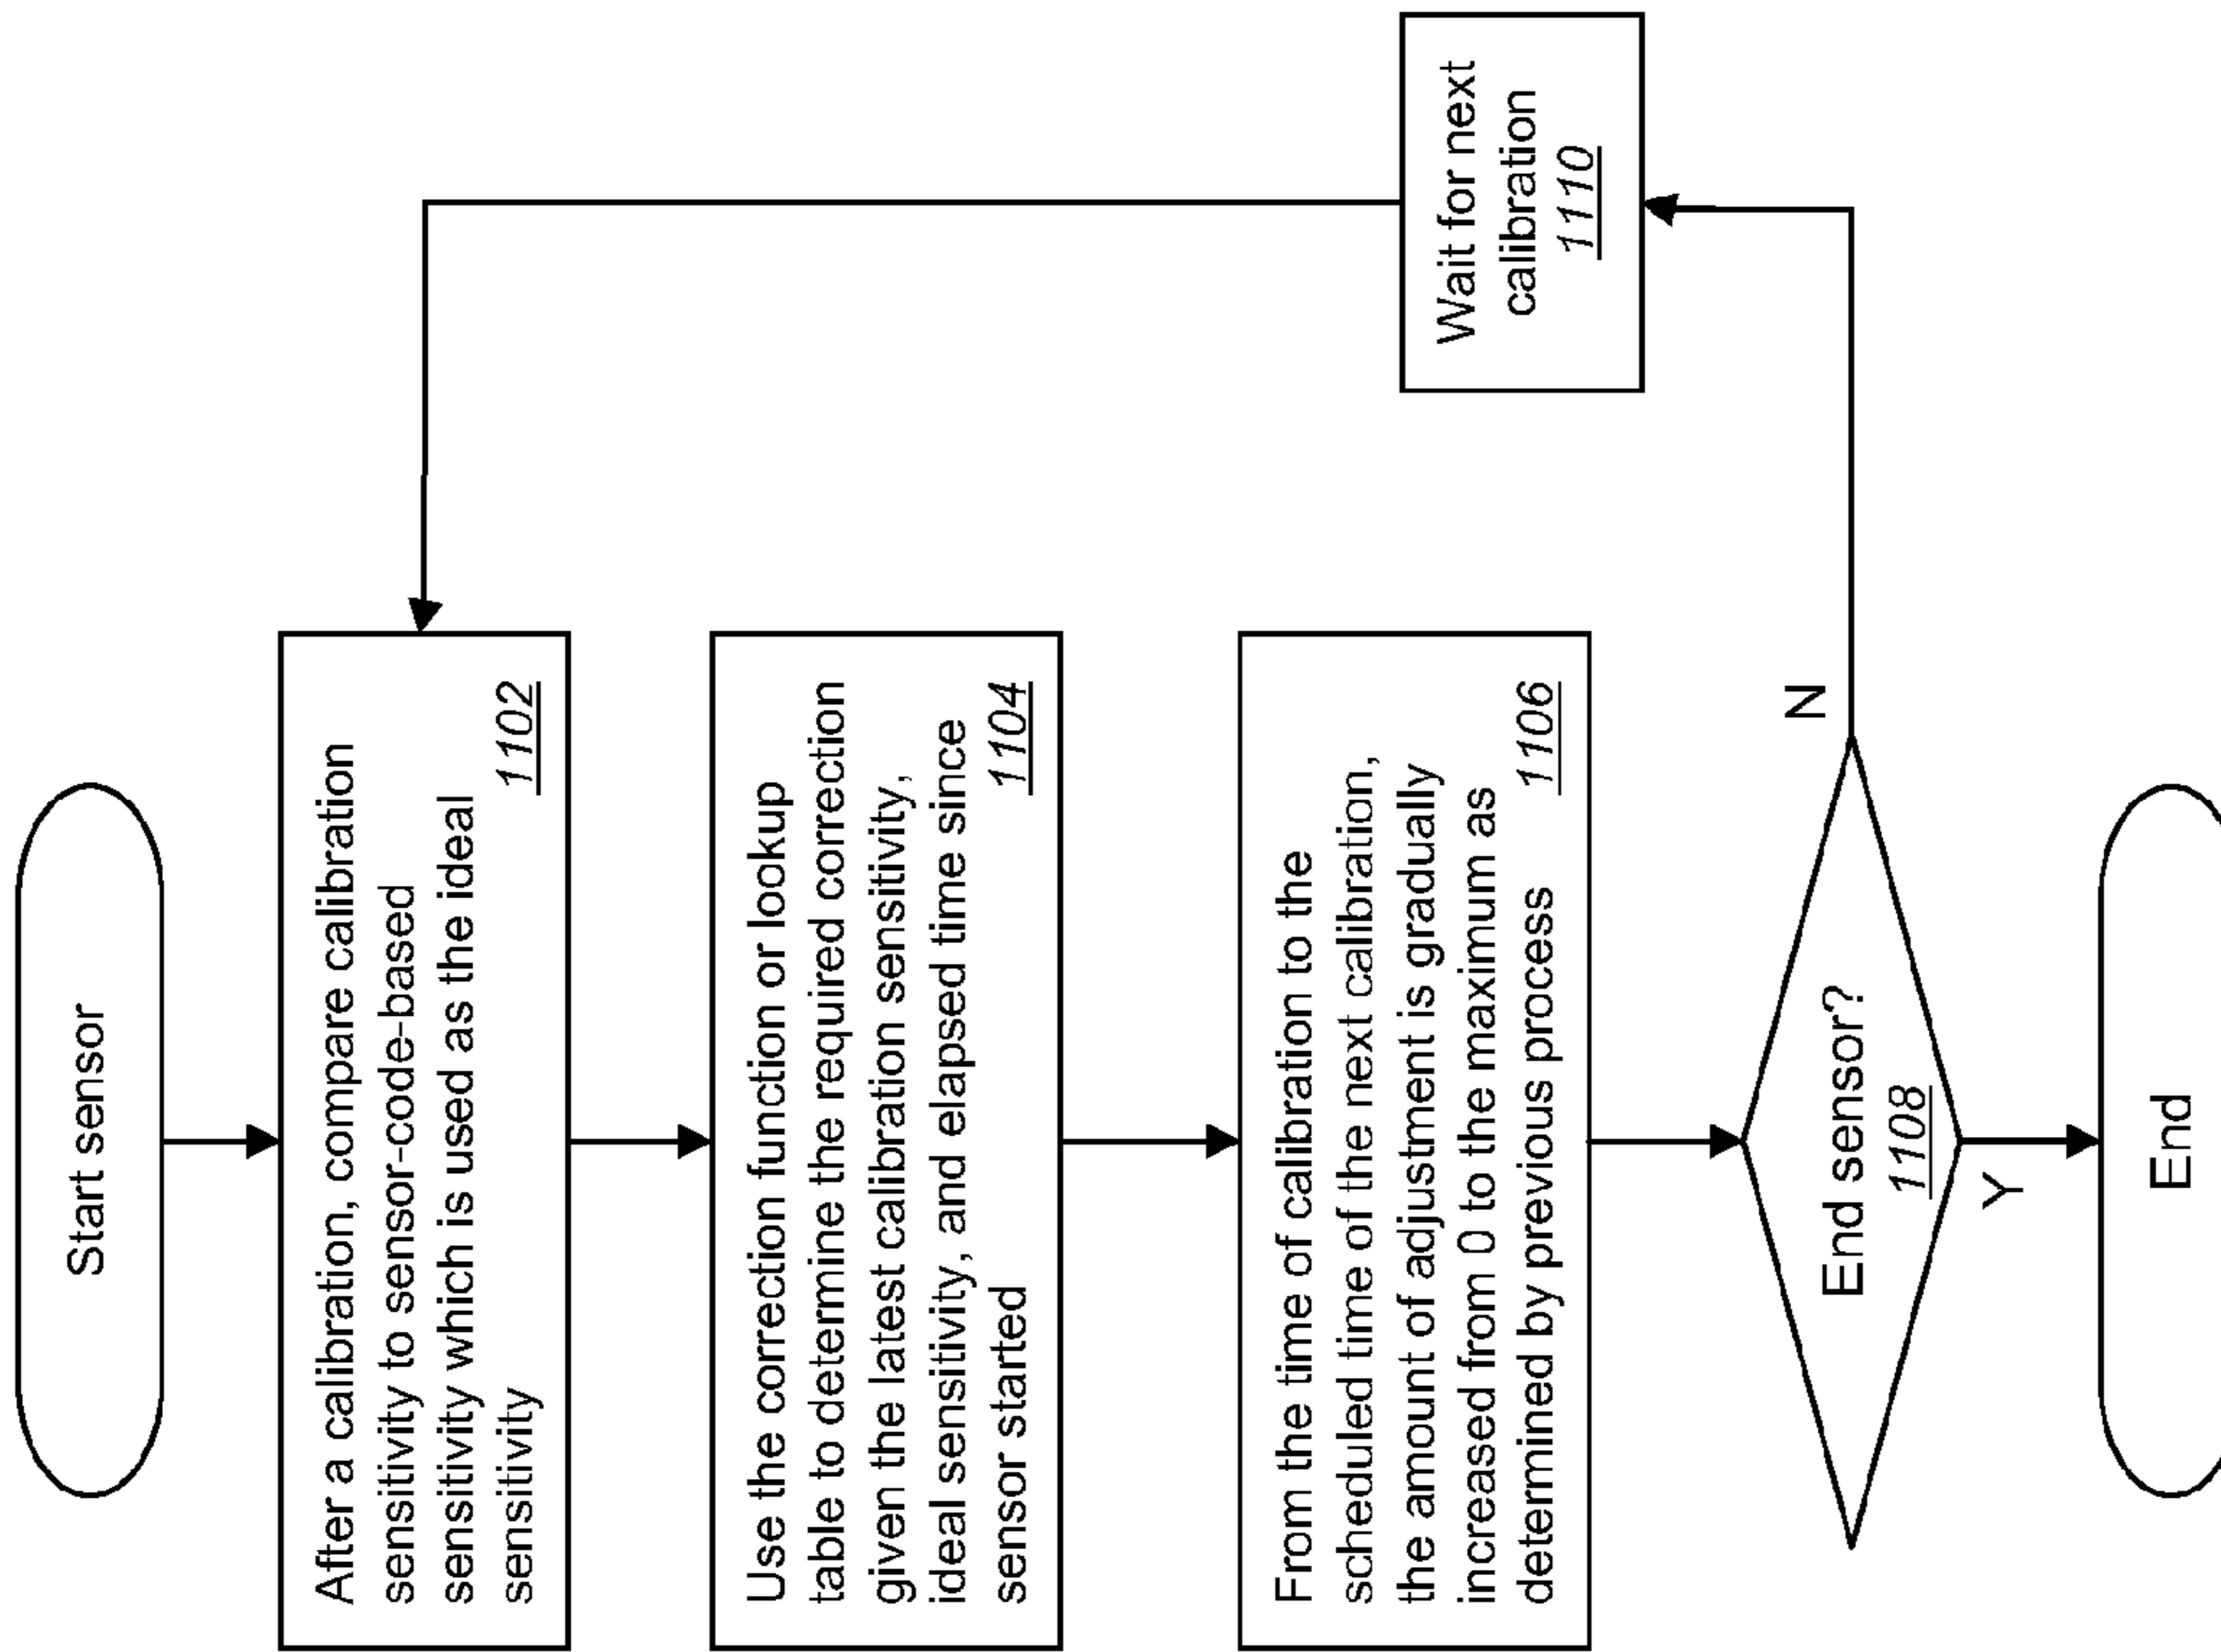 Start sensor
After a calibration, compare calibration
sensitivity to sensor-code-based
sensitivity which is used as the ideal
sensitivity
1102
Use the correction function or lookup
table to determine the required correction
given the latest calibration sensitivity,
ideal sensitivity, and elapsed time since
sensor started
1104
From the time of calibration to the
scheduled time of the next calibration,
the amount of adjustment is gradually
increased from 0 to the maximum as
determined by previous process
1106
End sensor?
1108
N
Y
Wait for next
calibration
1110
End